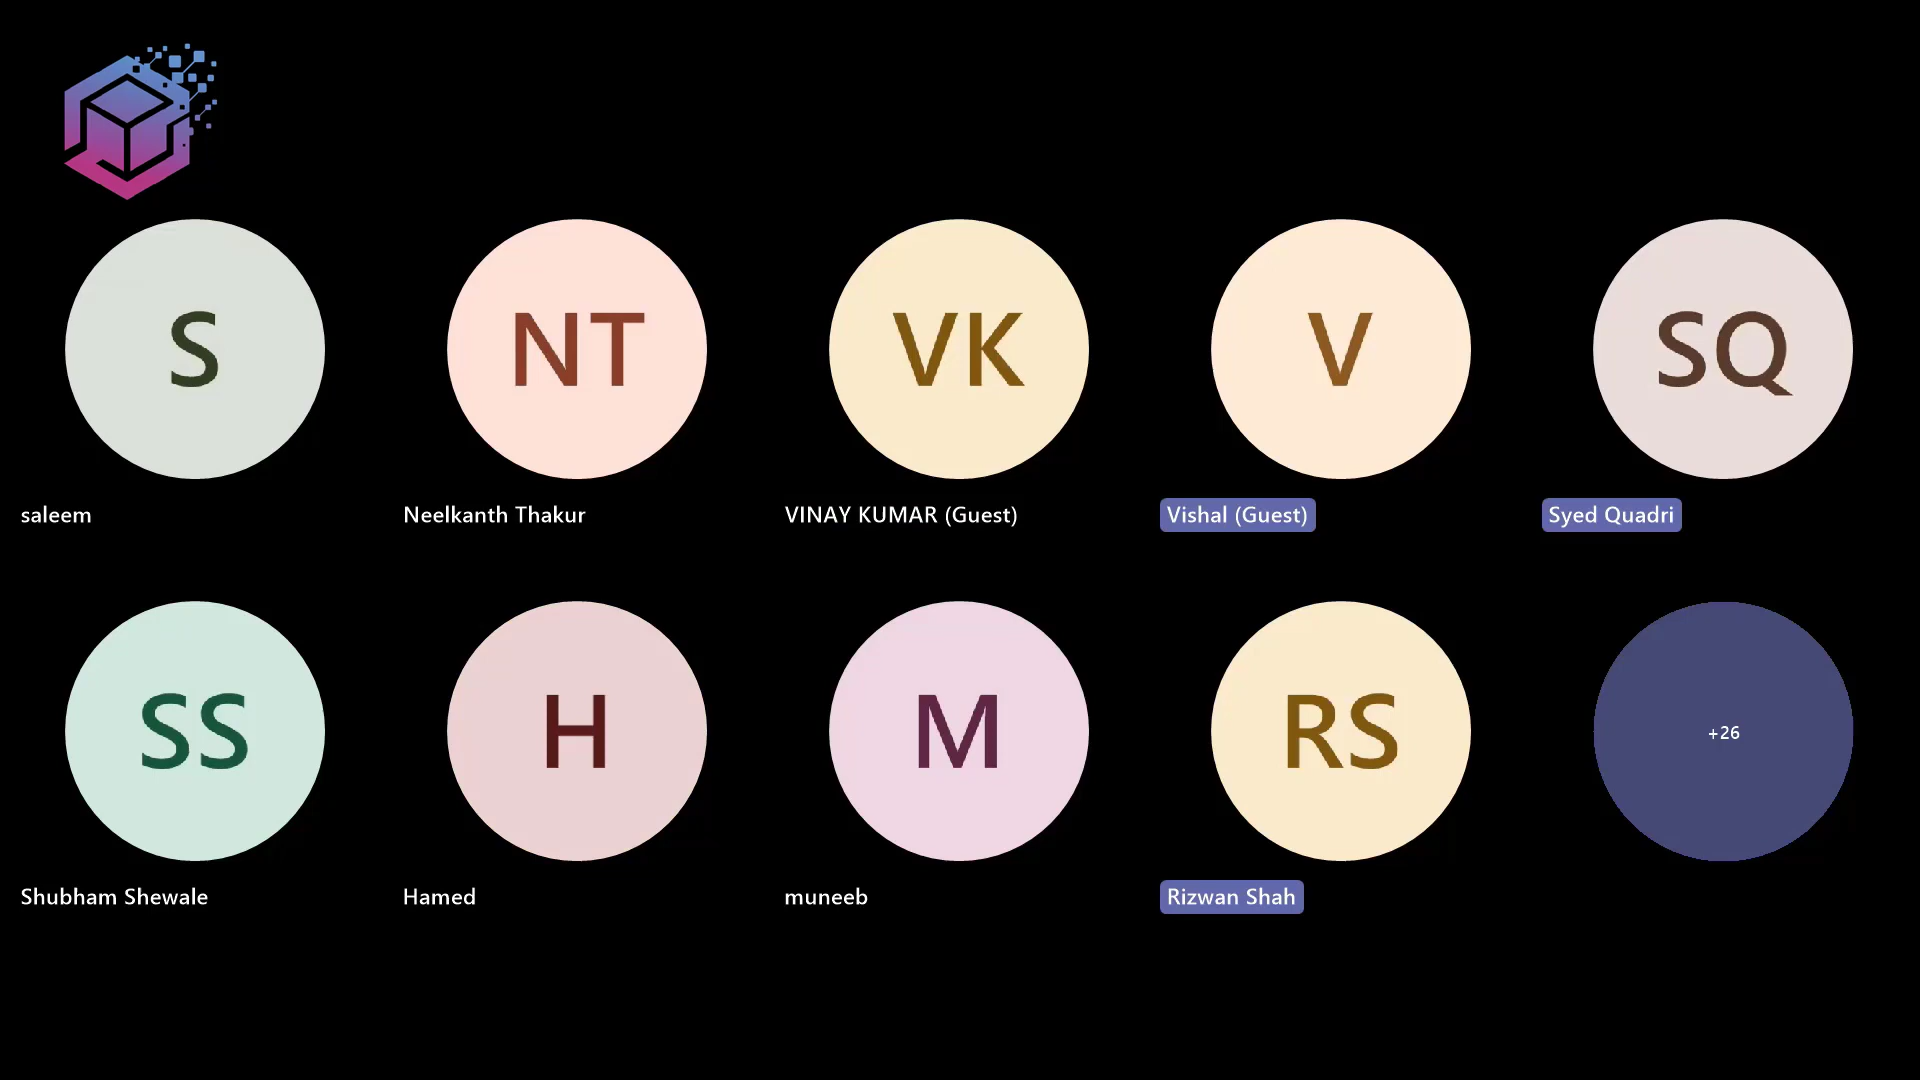 S
NT
VK
V
SQ
saleem
Neelkanth Thakur
VINAY KUMAR (Guest)
Vishal (Guest)
Syed Quadri
SS
H
M
RS
+26
Shubham Shewale
Hamed
muneeb
Rizwan Shah